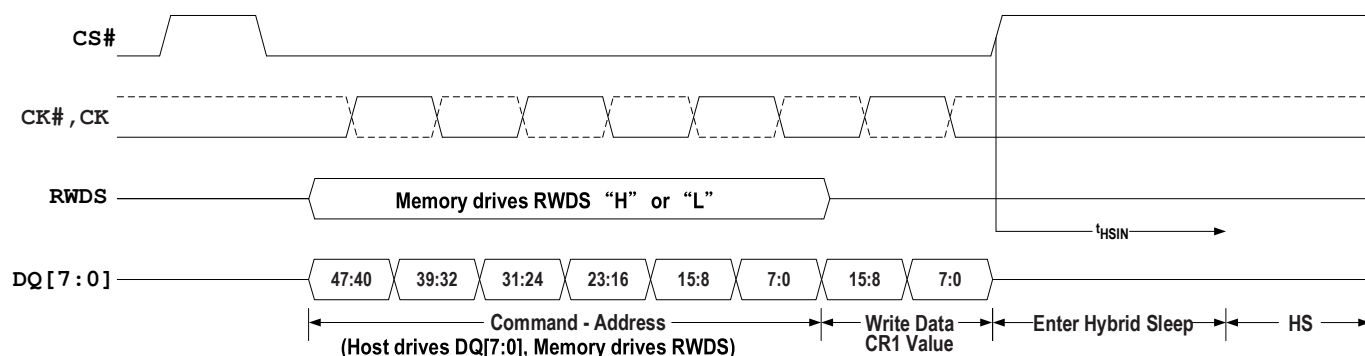 CS#
CK#,CK
RWDS
Memory drives RWDS “H” or “L”
tHSIN
DQ[7:0]
47:40 39:32 31:24 23:16 15:8 7:0 15:8 7:0
Command - Address Write Data Enter Hybrid Sleep HS
(Host drives DQ[7:0], Memory drives RWDS) CR1 Value